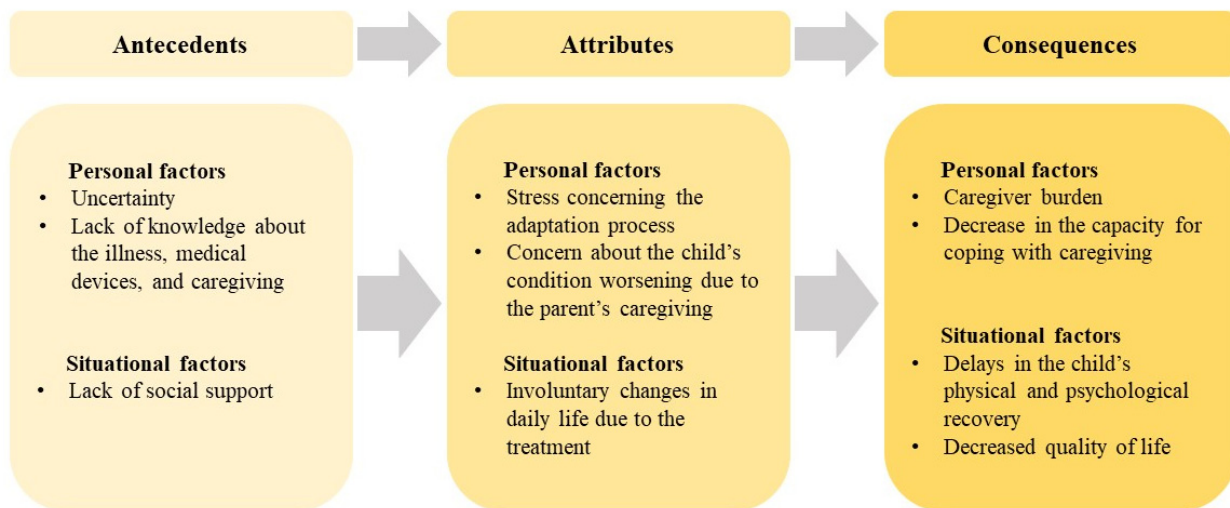 Antecedents
Attributes
Consequences
Personal factors
• Uncertainty
• Lack of knowledge about
the illness, medical
devices, and caregiving
Situational factors
• Lack of social support
Personal factors
• Stress concerning the
adaptation process
• Concern about the child's
condition worsening due to
the parent's caregiving
Situational factors
• Involuntary changes in
daily life due to the
treatment
Personal factors
• Caregiver burden
• Decrease in the capacity for
coping with caregiving
Situational factors
• Delays in the child's
physical and psychological
recovery
• Decreased quality of life